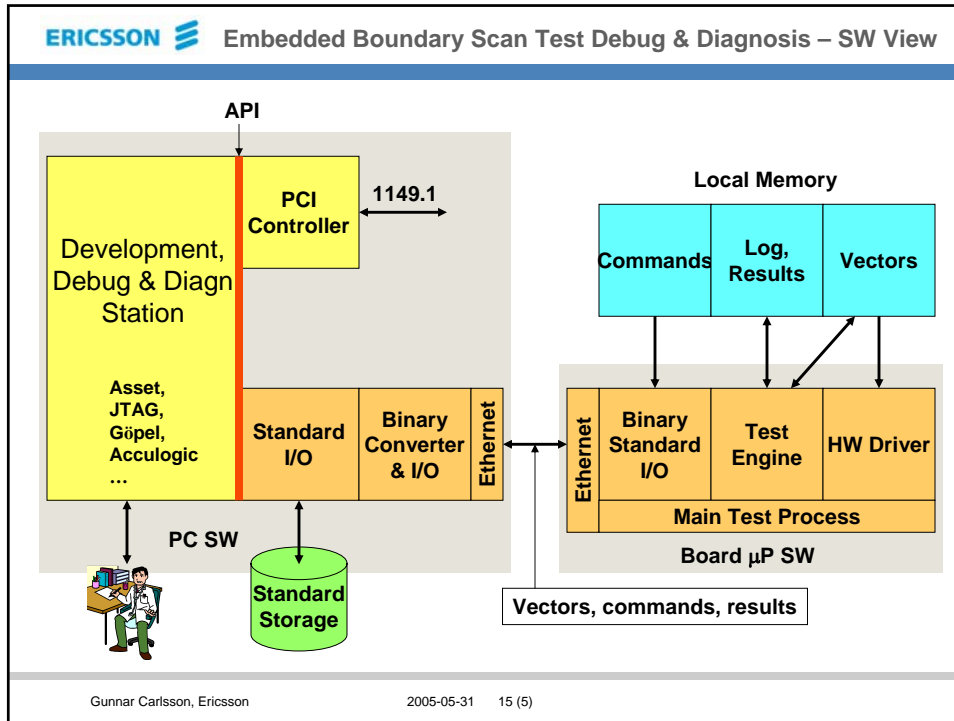 ERICSSON Embedded Boundary Scan Test Debug & Diagnosis – SW View
API
PCI
Controller
1149.1
Development,
Debug & Diagn
Station
Asset,
JTAG,
Göpel,
Acculogic
...
Standard
I/O
Binary
Converter
& I/O
Ethernet
PC SW
Standard
Storage
Local Memory
Commands
Log,
Results
Vectors
Ethernet
Binary
Standard
I/O
Test
Engine
HW Driver
Main Test Process
Board μP SW
Vectors, commands, results
Gunnar Carlsson, Ericsson 2005-05-31 15 (5)